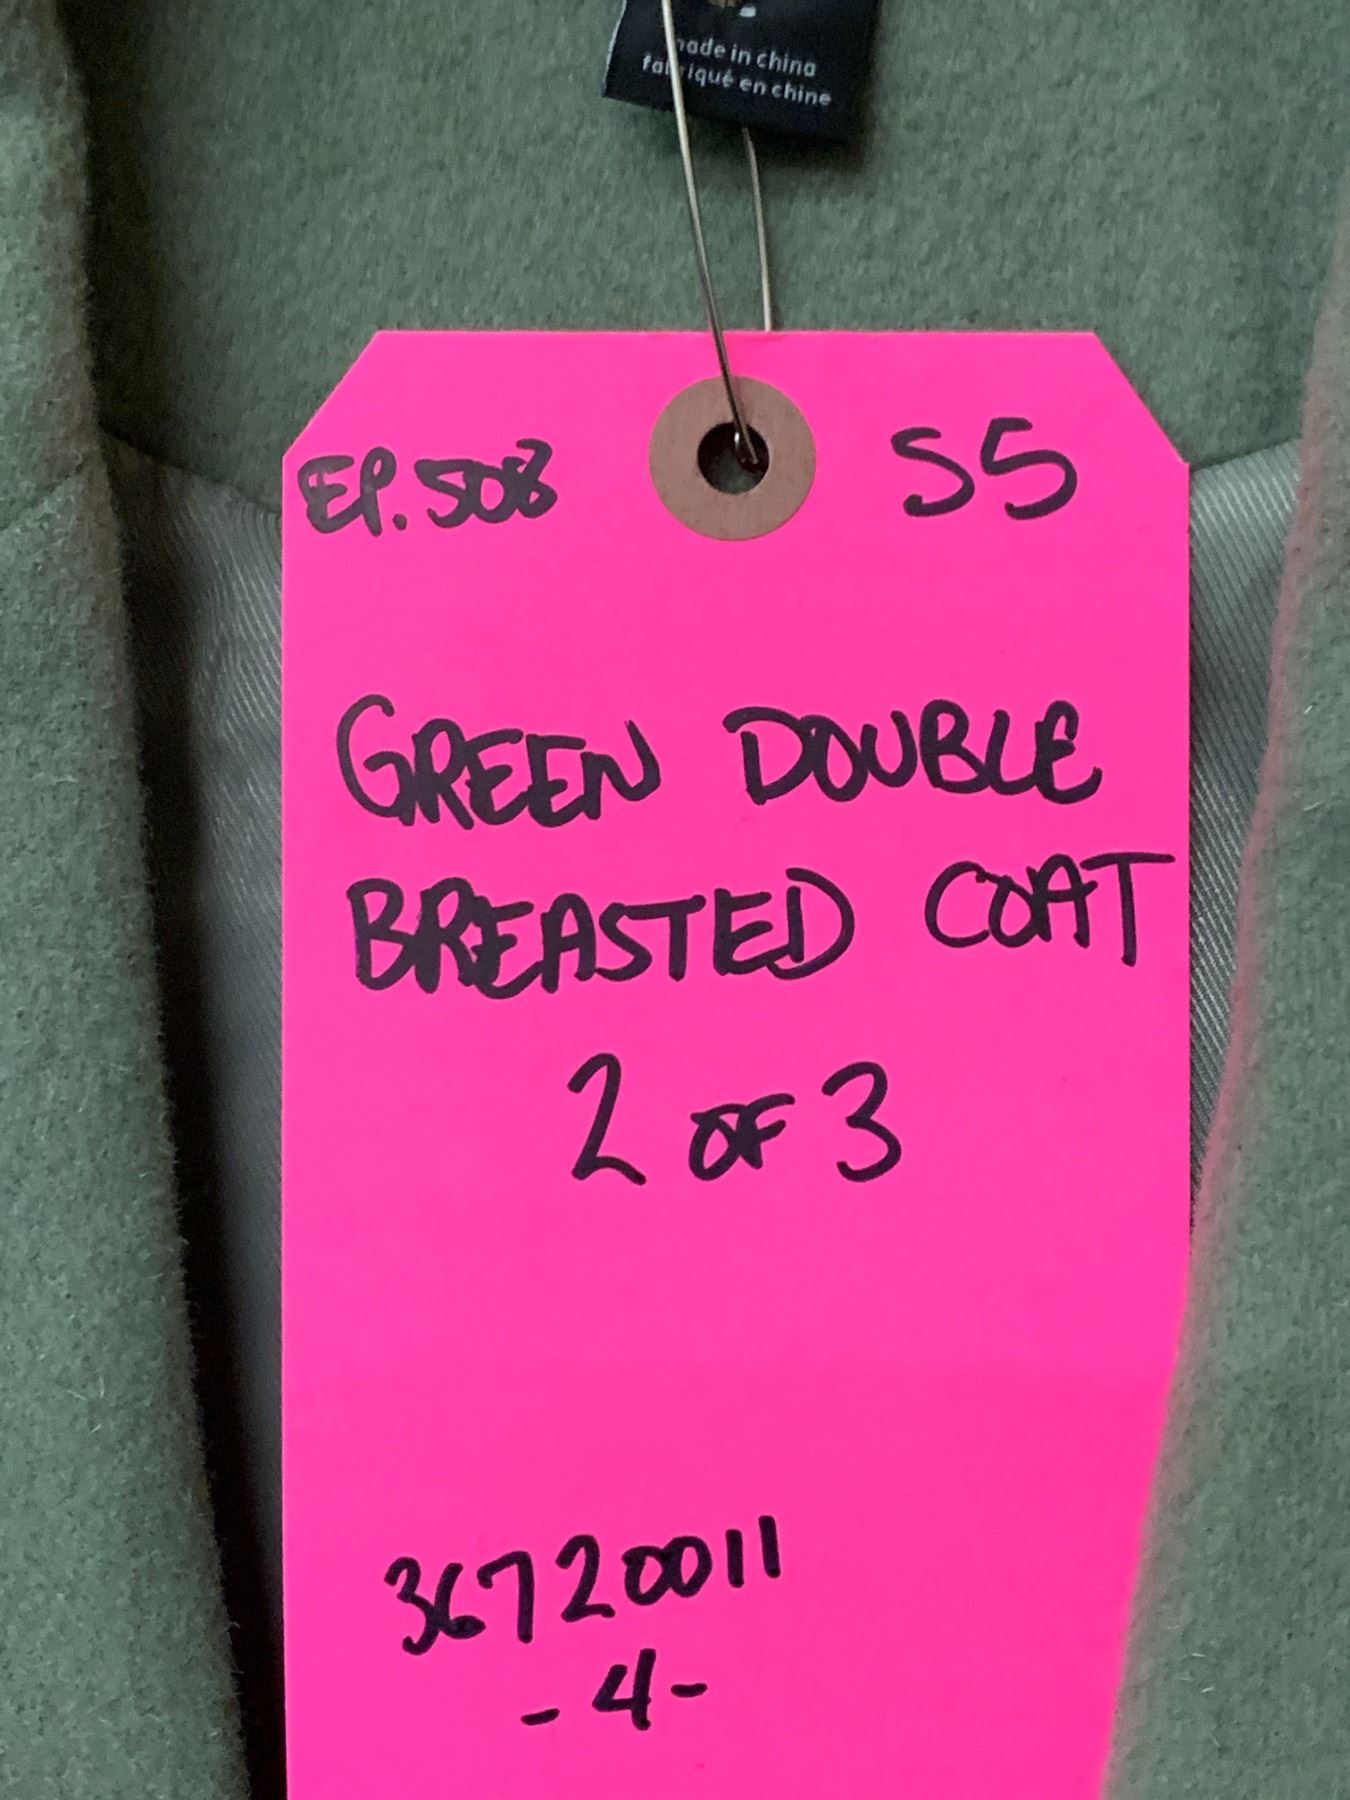 made in china
fabriqué en chine
EP. 508 S5
GREEN DOUBLE
BREASTED COAT
2 OF 3
36720011
- 4 -